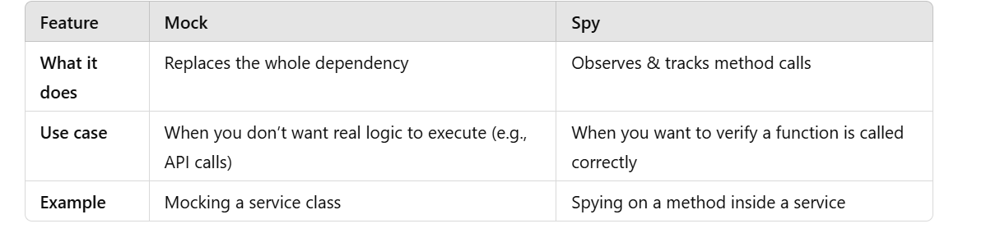 Feature Mock Spy
What it Replaces the whole dependency Observes & tracks method calls
does
Use case When you don’t want real logic to execute (e.g., When you want to verify a function is called
API calls) correctly
Example Mocking a service class Spying on a method inside a service